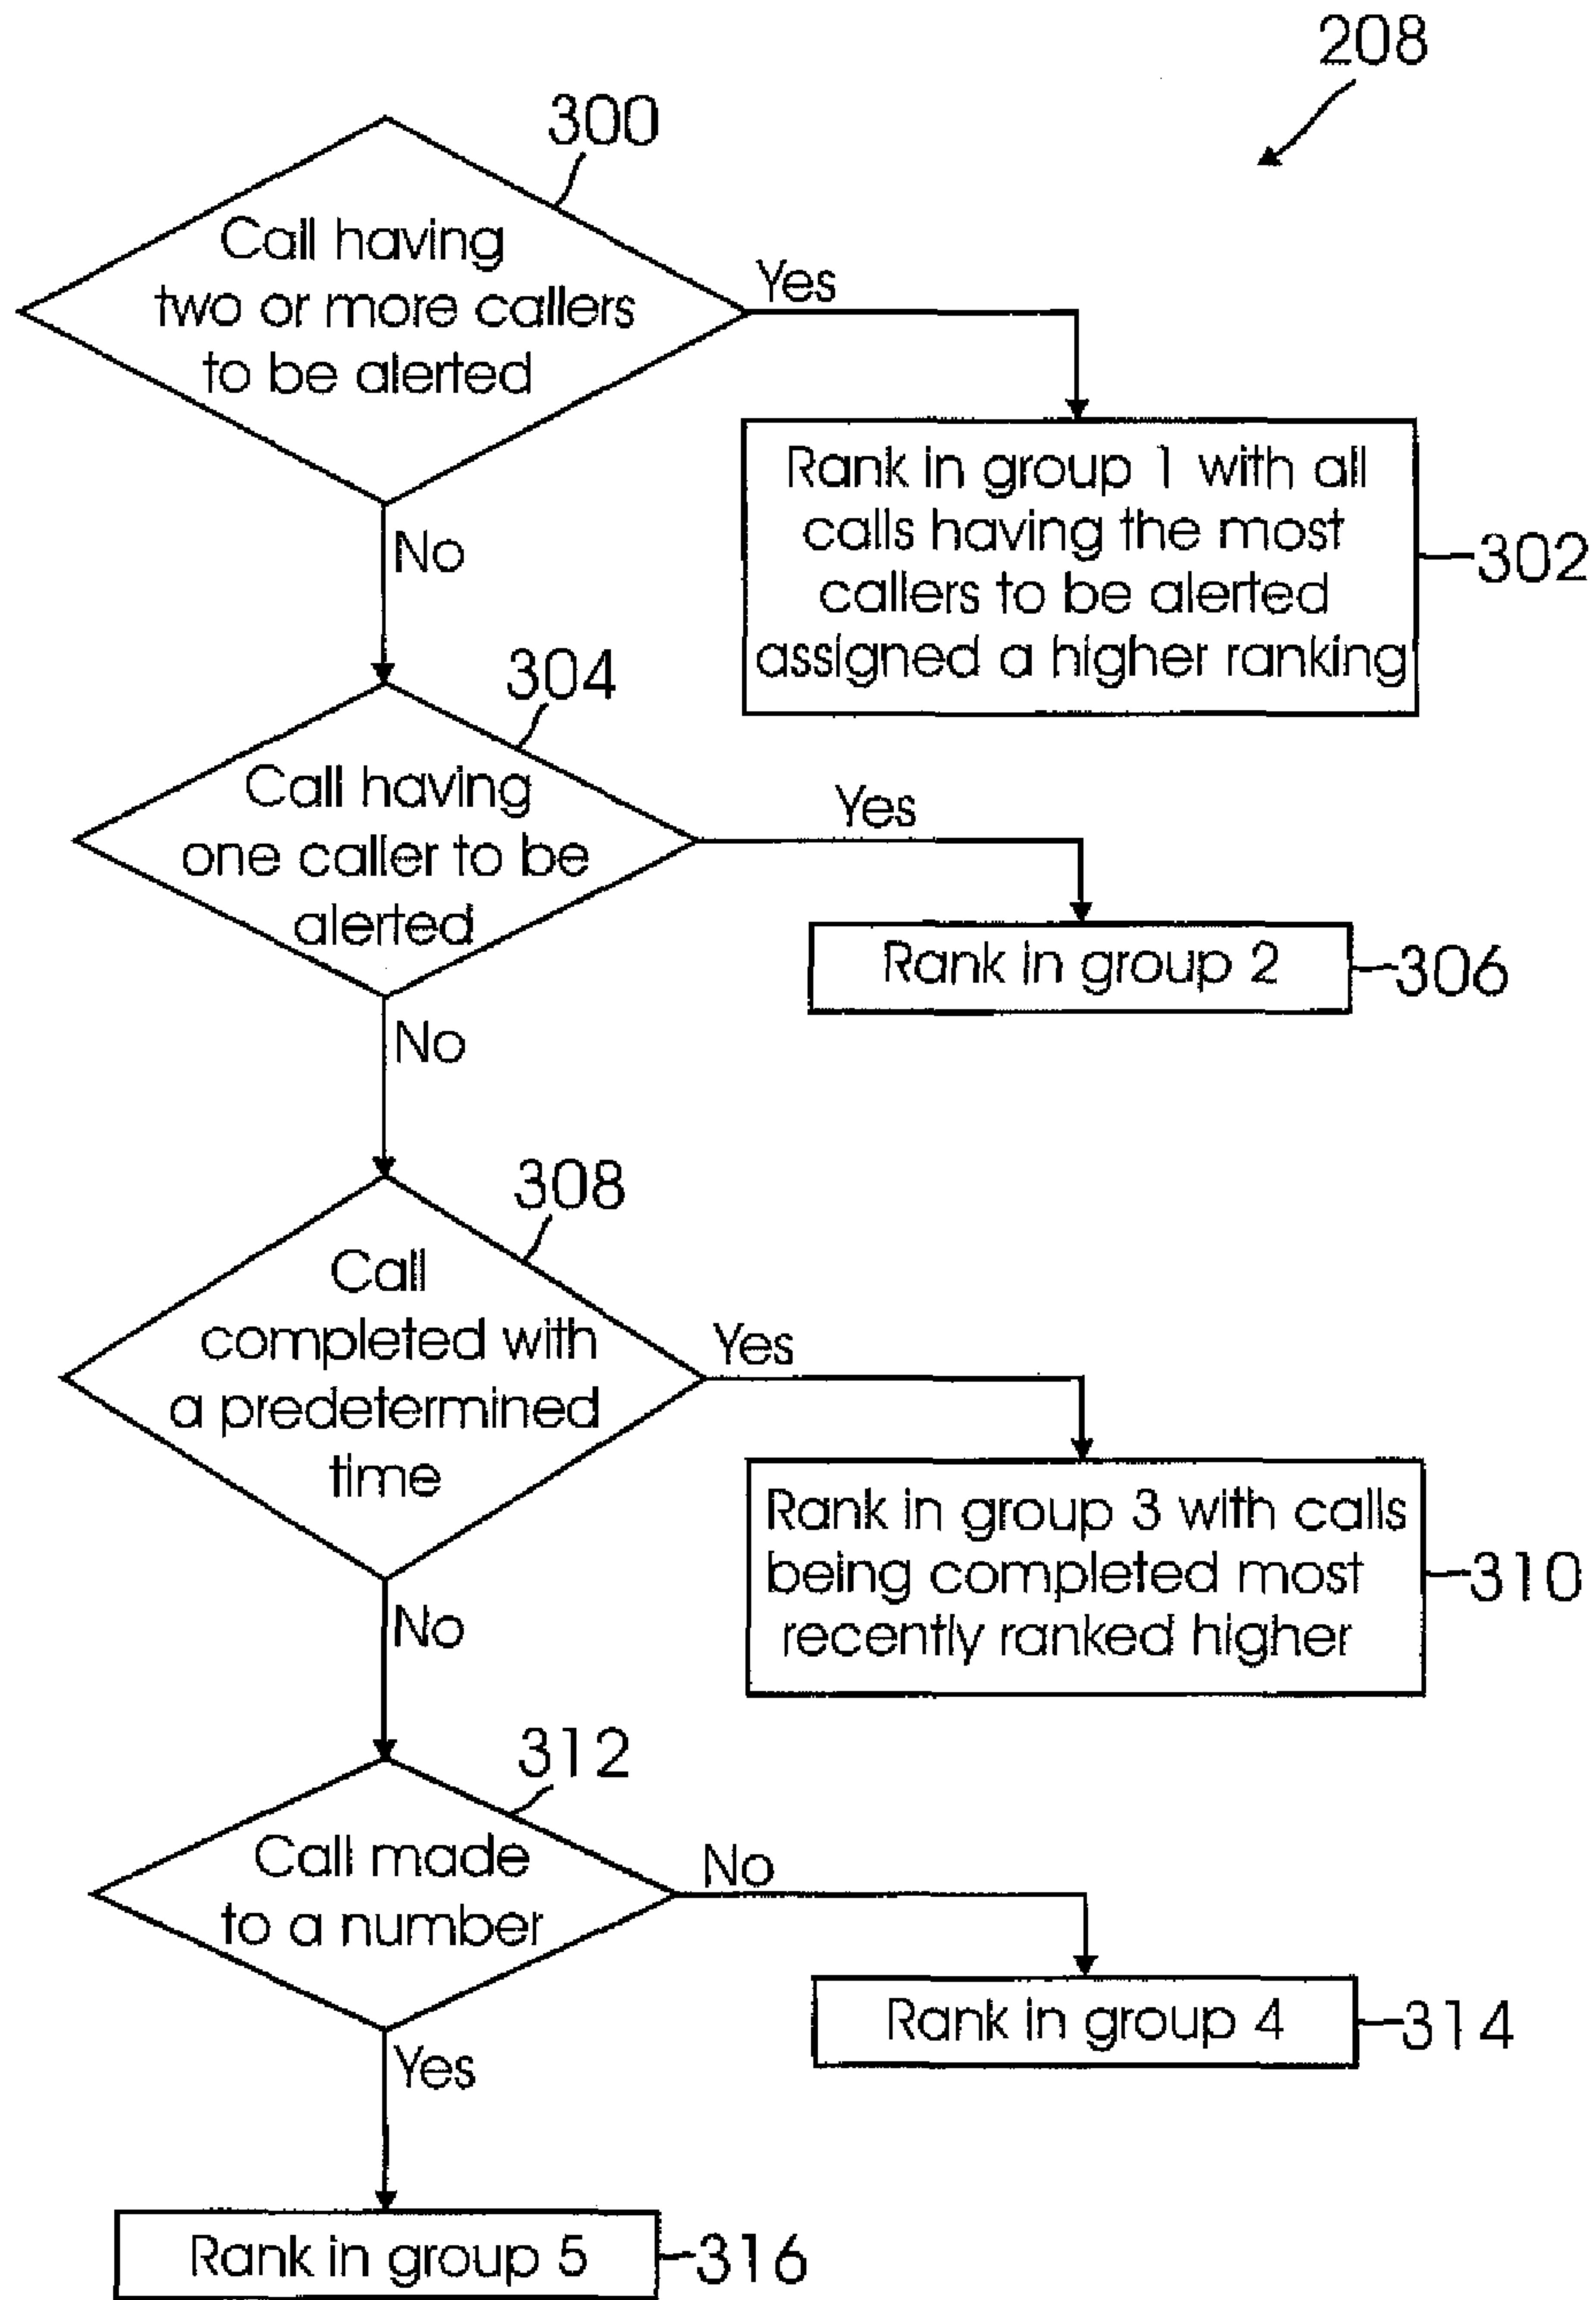 208
300
Call having
two or more callers
to be alerted
Yes
No
Rank in group 1 with all
calls having the most
callers to be alerted
assigned a higher ranking
302
304
Call having
one caller to be
alerted
Yes
No
Rank in group 2
306
308
Call
completed with
a predetermined
time
Yes
No
Rank in group 3 with calls
being completed most
recently ranked higher
310
312
Call made
to a number
No
Yes
Rank in group 4
314
Rank in group 5
316